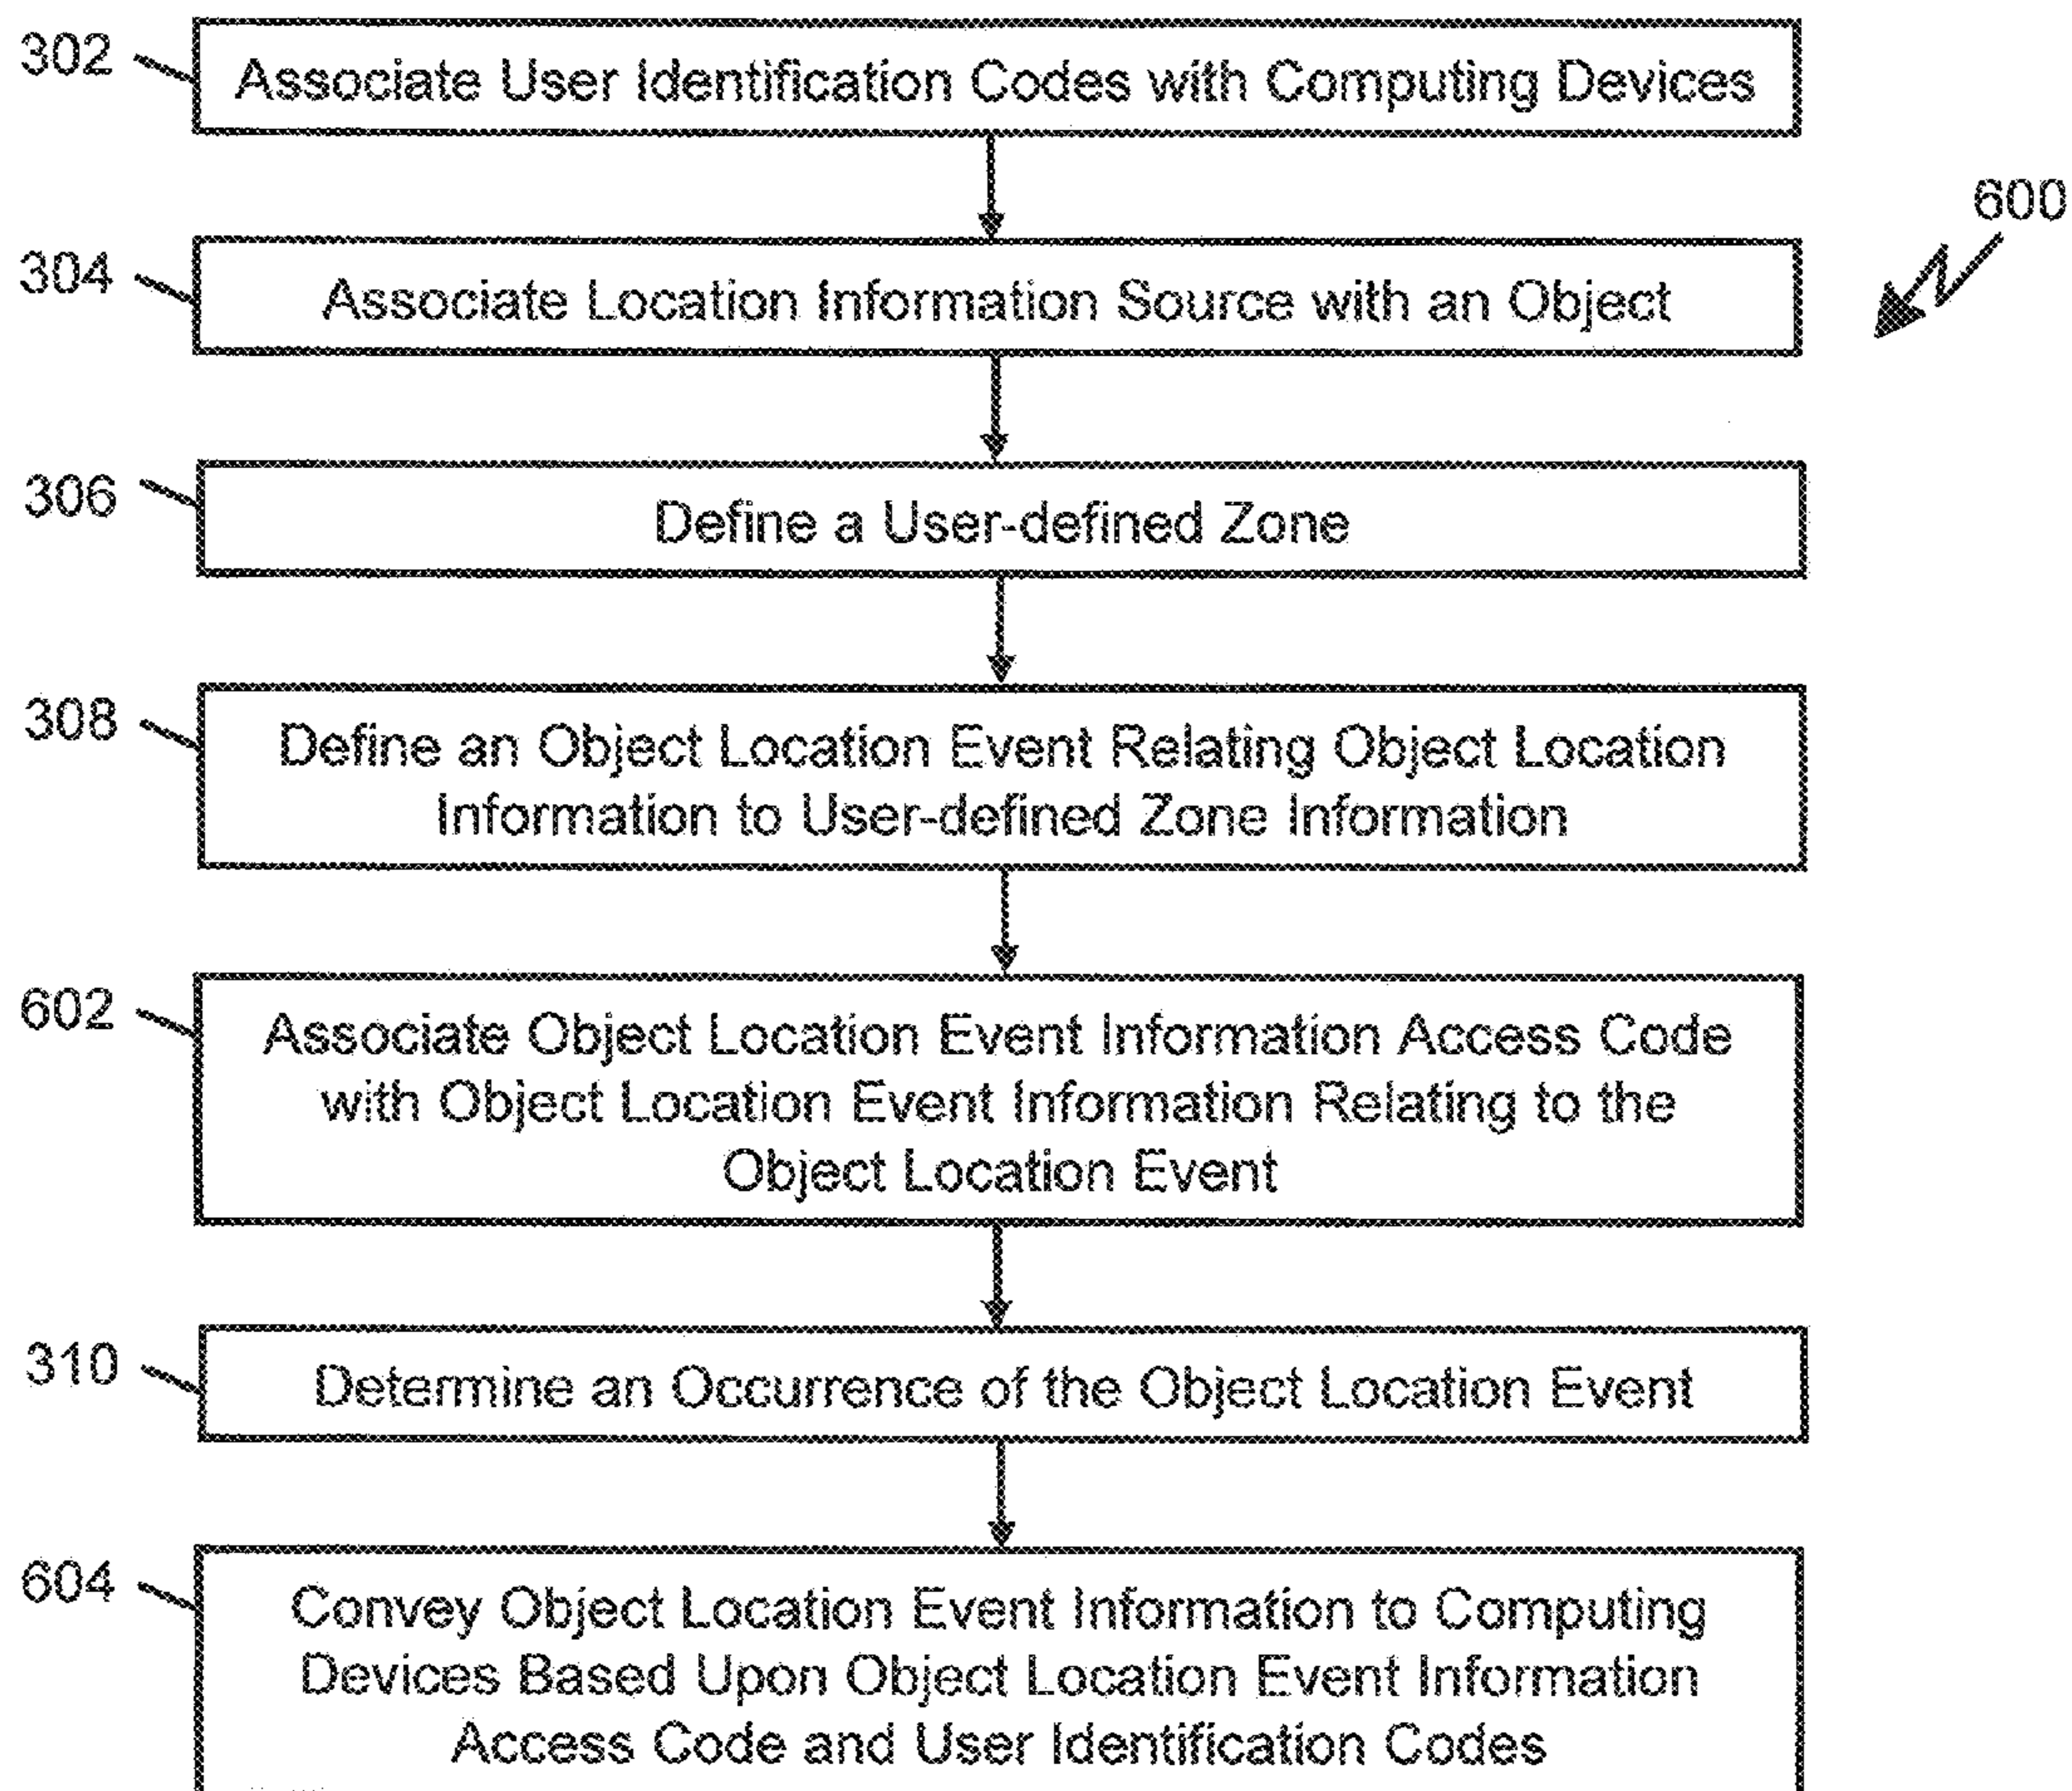 302
Associate User Identification Codes with Computing Devices
600
304
Associate Location Information Source with an Object
306
Define a User-defined Zone
308
Define an Object Location Event Relating Object Location
Information to User-defined Zone Information
602
Associate Object Location Event Information Access Code
with Object Location Event Information Relating to the
Object Location Event
310
Determine an Occurrence of the Object Location Event
604
Convey Object Location Event Information to Computing
Devices Based Upon Object Location Event Information
Access Code and User Identification Codes